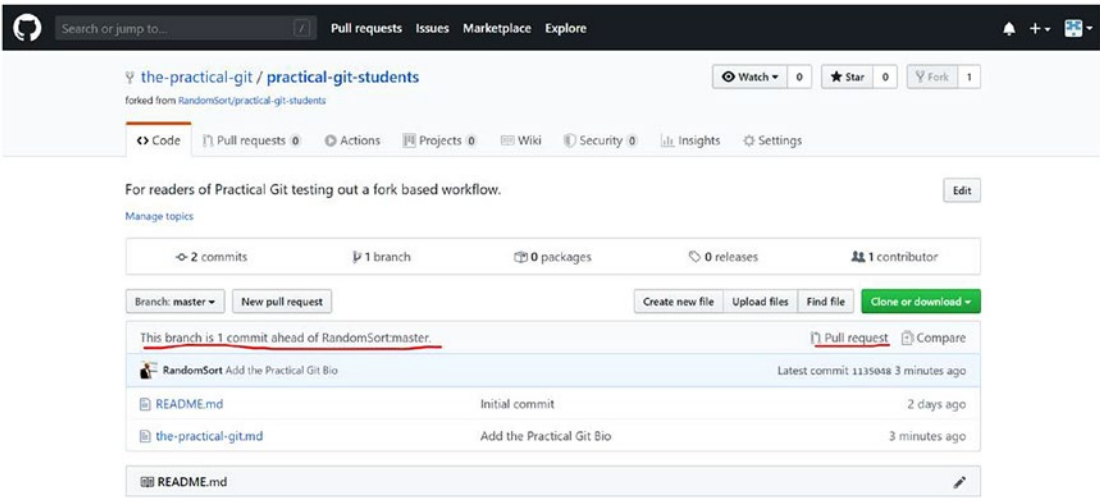 Search or jump to... / Pull requests Issues Marketplace Explore
the-practical-git / practical-git-students Watch 0 Star 0 Fork 1
forked from RandomSort/practical-git-students
Code Pull requests 0 Actions Projects 0 Wiki Security 0 Insights Settings
For readers of Practical Git testing out a fork based workflow. Edit
Manage topics
2 commits 1 branch 0 packages 0 releases 1 contributor
Branch: master New pull request Create new file Upload files Find file Clone or download
This branch is 1 commit ahead of RandomSort:master. Pull request Compare
RandomSort Add the Practical Git Bio Latest commit 1135048 3 minutes ago
README.md Initial commit 2 days ago
the-practical-git.md Add the Practical Git Bio 3 minutes ago
README.md